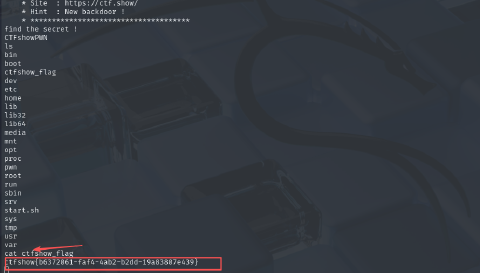 * Site  : https://ctf.show/
* Hint  : New backdoor !
* *************************************
find the secret !
CTFshowPWN
ls
bin
boot
ctfshow_flag
dev
etc
home
lib
lib32
lib64
media
mnt
opt
proc
pwn
root
run
sbin
srv
start.sh
sys
tmp
usr
var
cat ctfshow_flag
ctfshow{b6372061-faf4-4ab2-b2dd-19a83807e439}